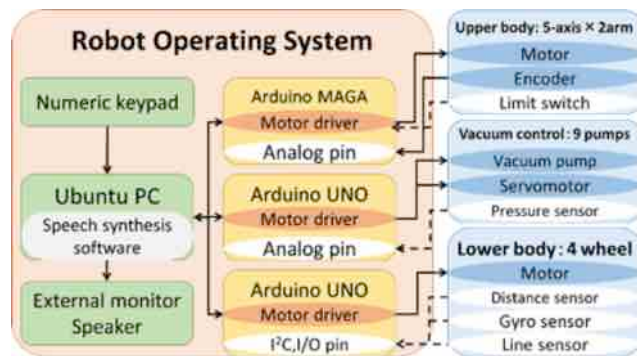 Robot Operating System
Numeric keypad
Ubuntu PC
Speech synthesis
software
External monitor
Speaker
Arduino MAGA
Motor driver
Analog pin
Arduino UNO
Motor driver
Analog pin
Arduino UNO
Motor driver
I²C,I/O pin
Upper body: 5-axis × 2arm
Motor
Encoder
Limit switch
Vacuum control : 9 pumps
Vacuum pump
Servomotor
Pressure sensor
Lower body : 4 wheel
Motor
Distance sensor
Gyro sensor
Line sensor